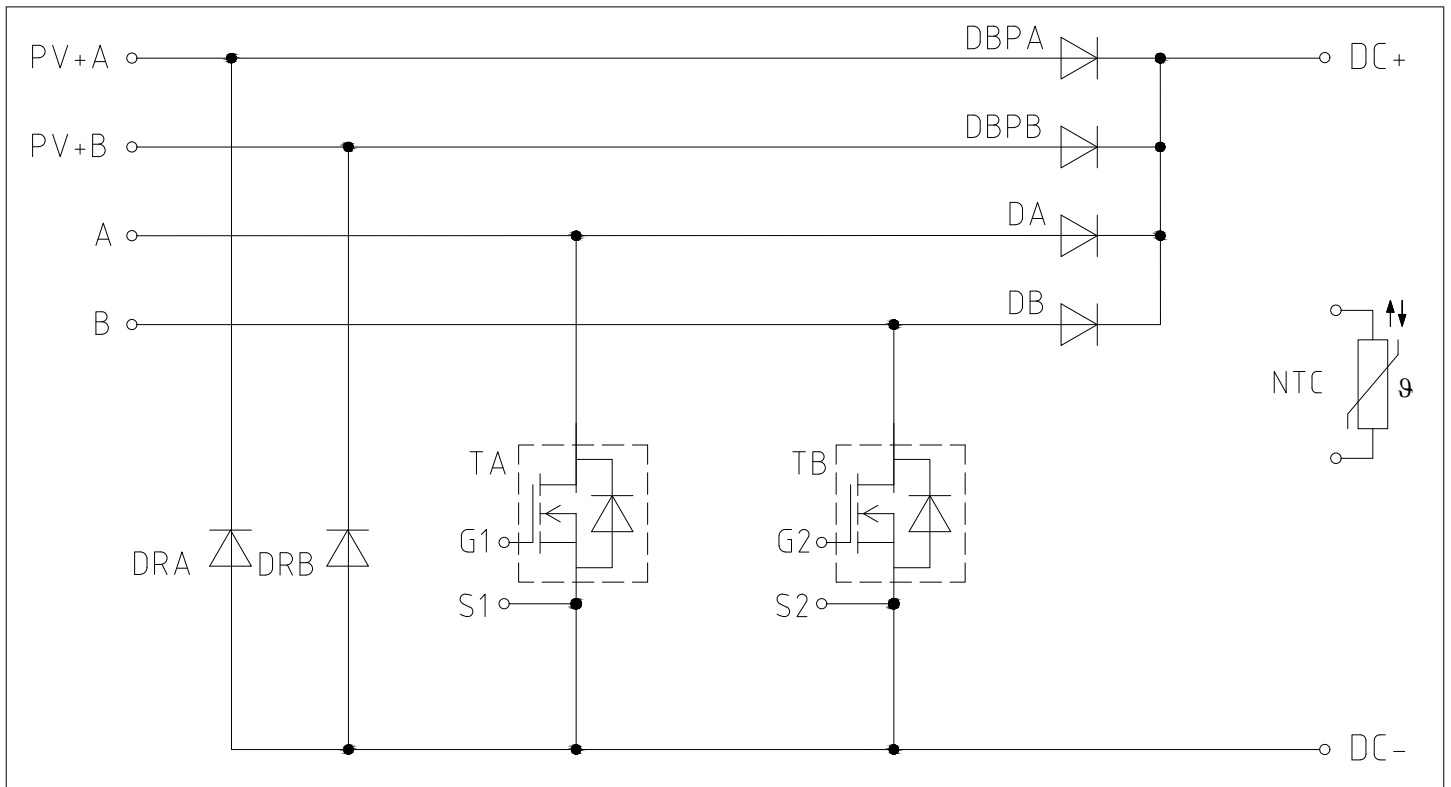 DBPA
PV+A
DC+
DBPB
PV+B
DA
A
DB
B
NTC
ϑ
TA
TB
G1
G2
DRA
DRB
S1
S2
DC-